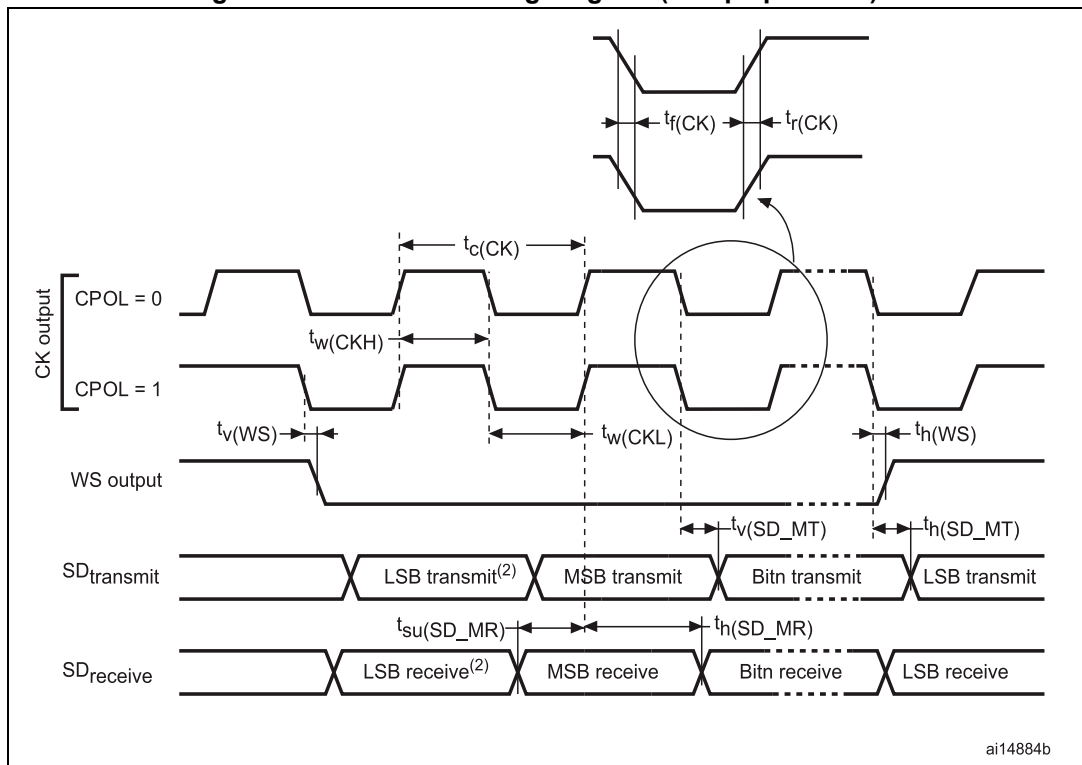 tf(CK)
tr(CK)
tc(CK)
CK output
CPOL = 0
tw(CKH)
CPOL = 1
tv(WS)
tw(CKL)
th(WS)
WS output
tv(SD_MT)
th(SD_MT)
SDtransmit
LSB transmit(2)
MSB transmit
Bitn transmit
LSB transmit
tsu(SD_MR)
th(SD_MR)
SDreceive
LSB receive(2)
MSB receive
Bitn receive
LSB receive
ai14884b